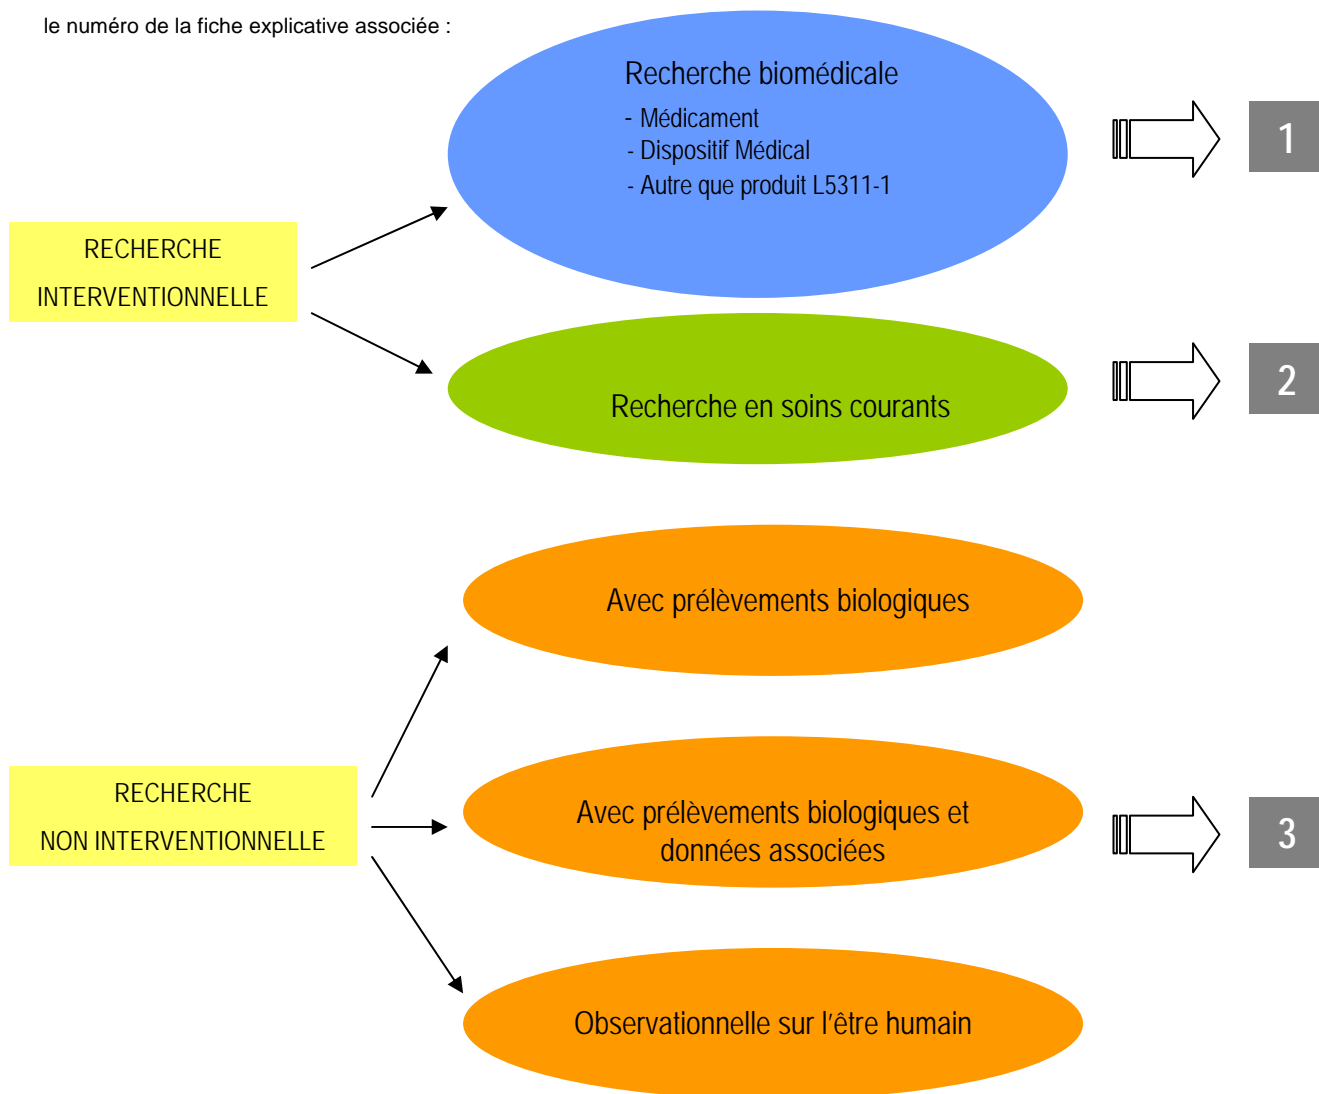 le numéro de la fiche explicative associée :
Recherche biomédicale
- Médicament
- Dispositif Médical
- Autre que produit L5311-1
1
RECHERCHE
INTERVENTIONNELLE
Recherche en soins courants
2
Avec prélèvements biologiques
RECHERCHE
NON INTERVENTIONNELLE
Avec prélèvements biologiques et
données associées
3
Observationnelle sur l'être humain